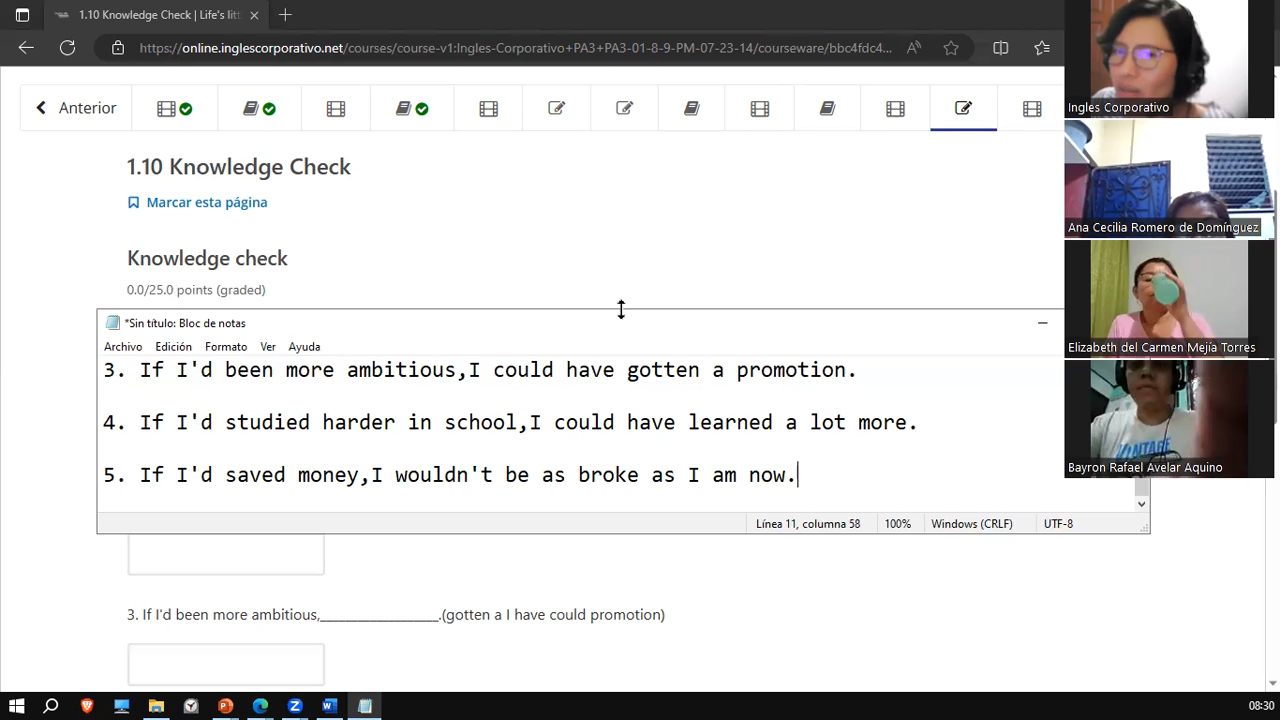 1.10 Knowledge Check | Life's litt
https://online.inglescorporativo.net/courses/course-v1:Ingles-Corporativo+PA3+PA3-01-8-9-PM-07-23-14/courseware/bbc4fdc4...
Anterior
1.10 Knowledge Check
Marcar esta página
Knowledge check
0.0/25.0 points (graded)
*Sin título: Bloc de notas
Archivo Edición Formato Ver Ayuda
3. If I'd been more ambitious,I could have gotten a promotion.
4. If I'd studied harder in school,I could have learned a lot more.
5. If I'd saved money,I wouldn't be as broke as I am now.
Línea 11, columna 58 100% Windows (CRLF) UTF-8
3. If I'd been more ambitious,_________________.(gotten a I have could promotion)
Ingles Corporativo
Ana Cecilia Romero de Domínguez
Elizabeth del Carmen Mejía Torres
Bayron Rafael Avelar Aquino
08:30